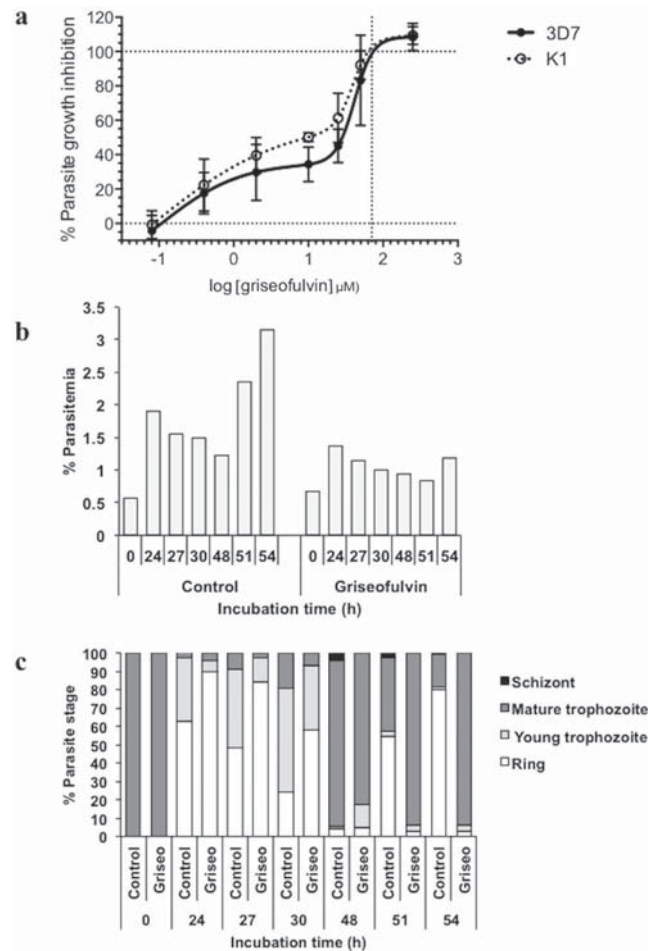 a
120
100
80
60
40
20
0
% Parasite growth inhibition
-1 0 1 2 3
log [griseofulvin] µM)
3D7
K1
b
3.5
3
2.5
2
1.5
1
0.5
0
% Parasitemia
0 24 27 30 48 51 54 0 24 27 30 48 51 54
Control Griseofulvin
Incubation time (h)
c
100
90
80
70
60
50
40
30
20
10
0
% Parasite stage
Schizont
Mature trophozoite
Young trophozoite
Ring
Control Griseo Control Griseo Control Griseo Control Griseo Control Griseo Control Griseo Control Griseo
0 24 27 30 48 51 54
Incubation time (h)